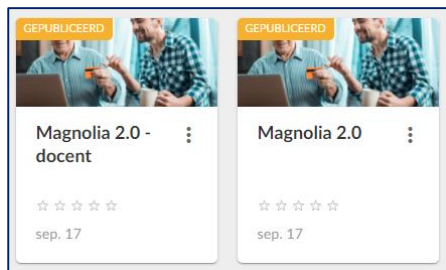 GEPUBLICEERD
Magnolia 2.0 -
docent
sep. 17
GEPUBLICEERD
Magnolia 2.0
sep. 17